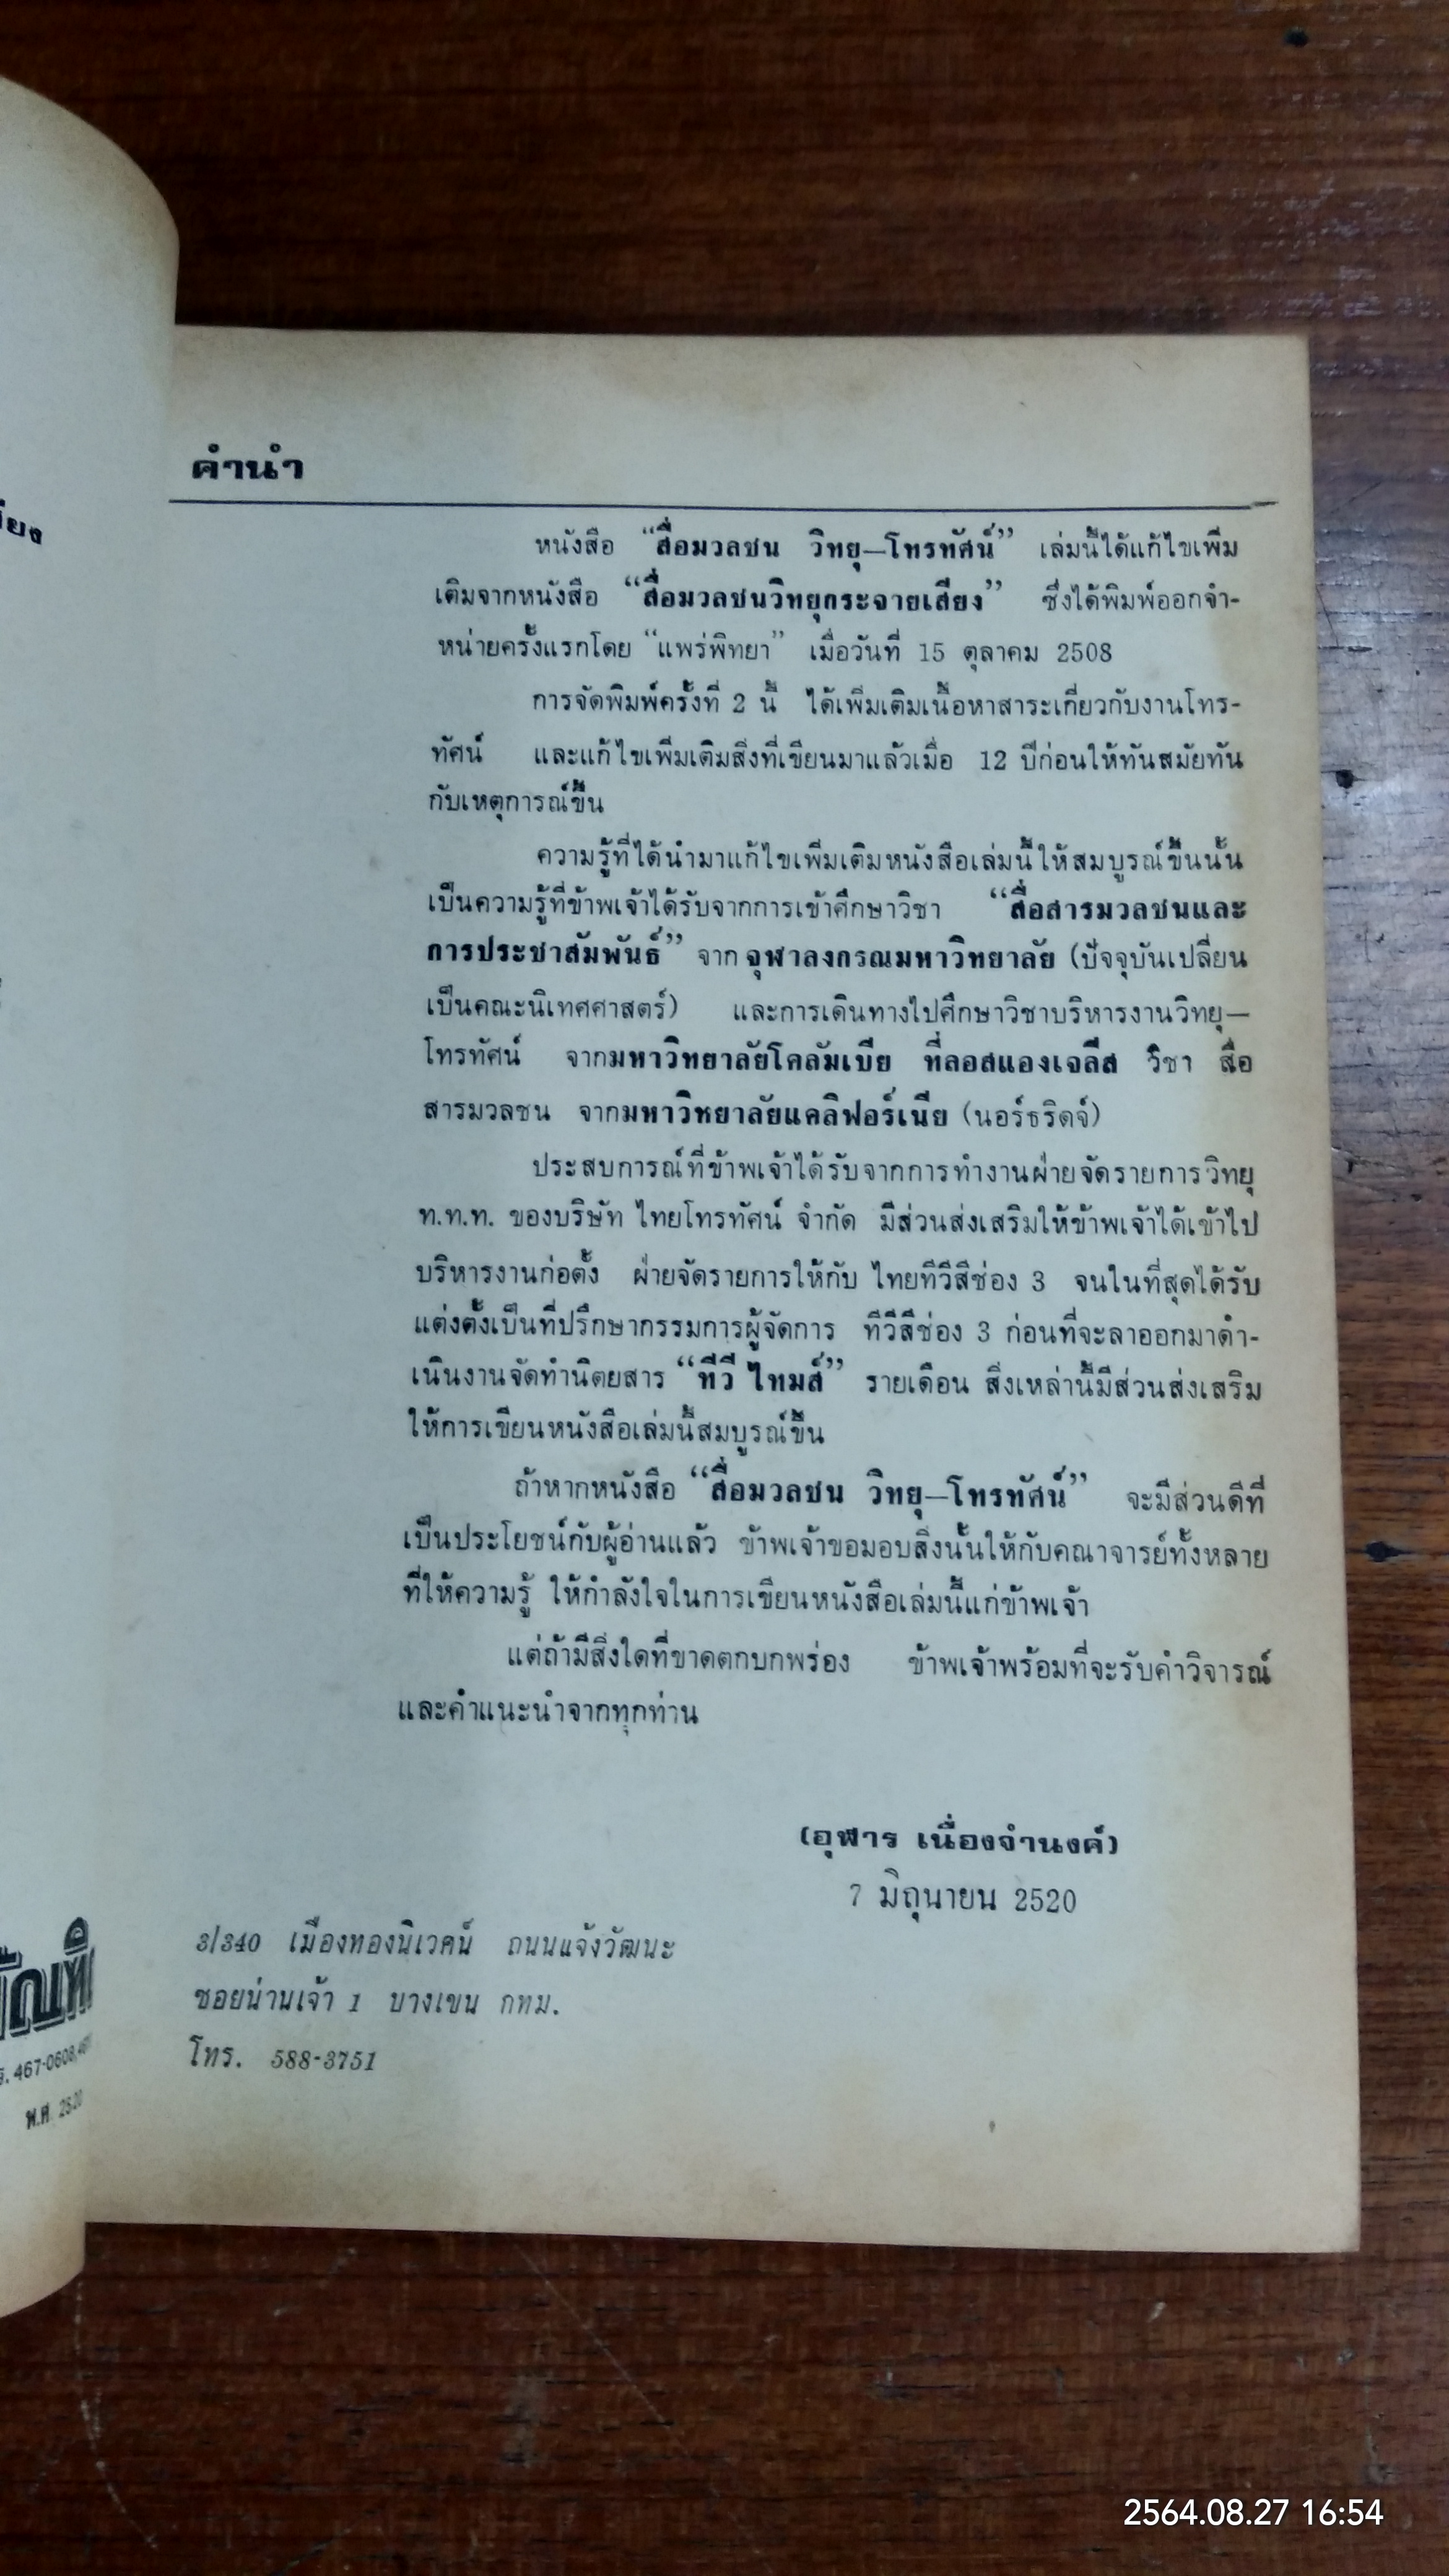 คำนำ
หนังสือ “สื่อมวลชน วิทยุ—โทรทัศน์” เล่มนี้ได้แก้ไขเพิ่ม
เติมจากหนังสือ “สื่อมวลชนวิทยุกระจายเสียง” ซึ่งได้พิมพ์ออกจำ-
หน่ายครั้งแรกโดย “แพร่พิทยา” เมื่อวันที่ 15 ตุลาคม 2508
การจัดพิมพ์ครั้งที่ 2 นี้ ได้เพิ่มเติมเนื้อหาสาระเกี่ยวกับงานโทร-
ทัศน์ และแก้ไขเพิ่มเติมสิ่งที่เขียนมาแล้วเมื่อ 12 ปีก่อนให้ทันสมัยทัน
กับเหตุการณ์ขึ้น
ความรู้ที่ได้นำมาแก้ไขเพิ่มเติมหนังสือเล่มนี้ให้สมบูรณ์ขึ้นนั้น
เป็นความรู้ที่ข้าพเจ้าได้รับจากการเข้าศึกษาวิชา “สื่อสารมวลชนและ
การประชาสัมพันธ์” จาก จุฬาลงกรณมหาวิทยาลัย (ปัจจุบันเปลี่ยน
เป็นคณะนิเทศศาสตร์) และการเดินทางไปศึกษาวิชาบริหารงานวิทยุ—
โทรทัศน์ จากมหาวิทยาลัยโคลัมเบีย ที่ลอสแองเจลีส วิชา สื่อ
สารมวลชน จากมหาวิทยาลัยแคลิฟอร์เนีย (นอร์ธริดจ์)
ประสบการณ์ที่ข้าพเจ้าได้รับจากการทำงานฝ่ายจัดรายการวิทยุ
ท.ท.ท. ของบริษัท ไทยโทรทัศน์ จำกัด มีส่วนส่งเสริมให้ข้าพเจ้าได้เข้าไป
บริหารงานก่อตั้ง ฝ่ายจัดรายการให้กับ ไทยทีวีสีช่อง 3 จนในที่สุดได้รับ
แต่งตั้งเป็นที่ปรึกษากรรมการผู้จัดการ ทีวีสีช่อง 3 ก่อนที่จะลาออกมาดำ-
เนินงานจัดทำนิตยสาร “ทีวี ไทมส์” รายเดือน สิ่งเหล่านี้มีส่วนส่งเสริม
ให้การเขียนหนังสือเล่มนี้สมบูรณ์ขึ้น
ถ้าหากหนังสือ “สื่อมวลชน วิทยุ—โทรทัศน์” จะมีส่วนดีที่
เป็นประโยชน์กับผู้อ่านแล้ว ข้าพเจ้าขอมอบสิ่งนั้นให้กับคณาจารย์ทั้งหลาย
ที่ให้ความรู้ ให้กำลังใจในการเขียนหนังสือเล่มนี้แก่ข้าพเจ้า
แต่ถ้ามีสิ่งใดที่ขาดตกบกพร่อง ข้าพเจ้าพร้อมที่จะรับคำวิจารณ์
และคำแนะนำจากทุกท่าน
(อุฬาร เนื่องจำนงค์)
7 มิถุนายน 2520
3/340 เมืองทองนิเวศน์ ถนนแจ้งวัฒนะ
ซอยน่านเจ้า 1 บางเขน กทม.
โทร. 588-3751
467-0608
พ.ศ. 2520
2564.08.27 16:54